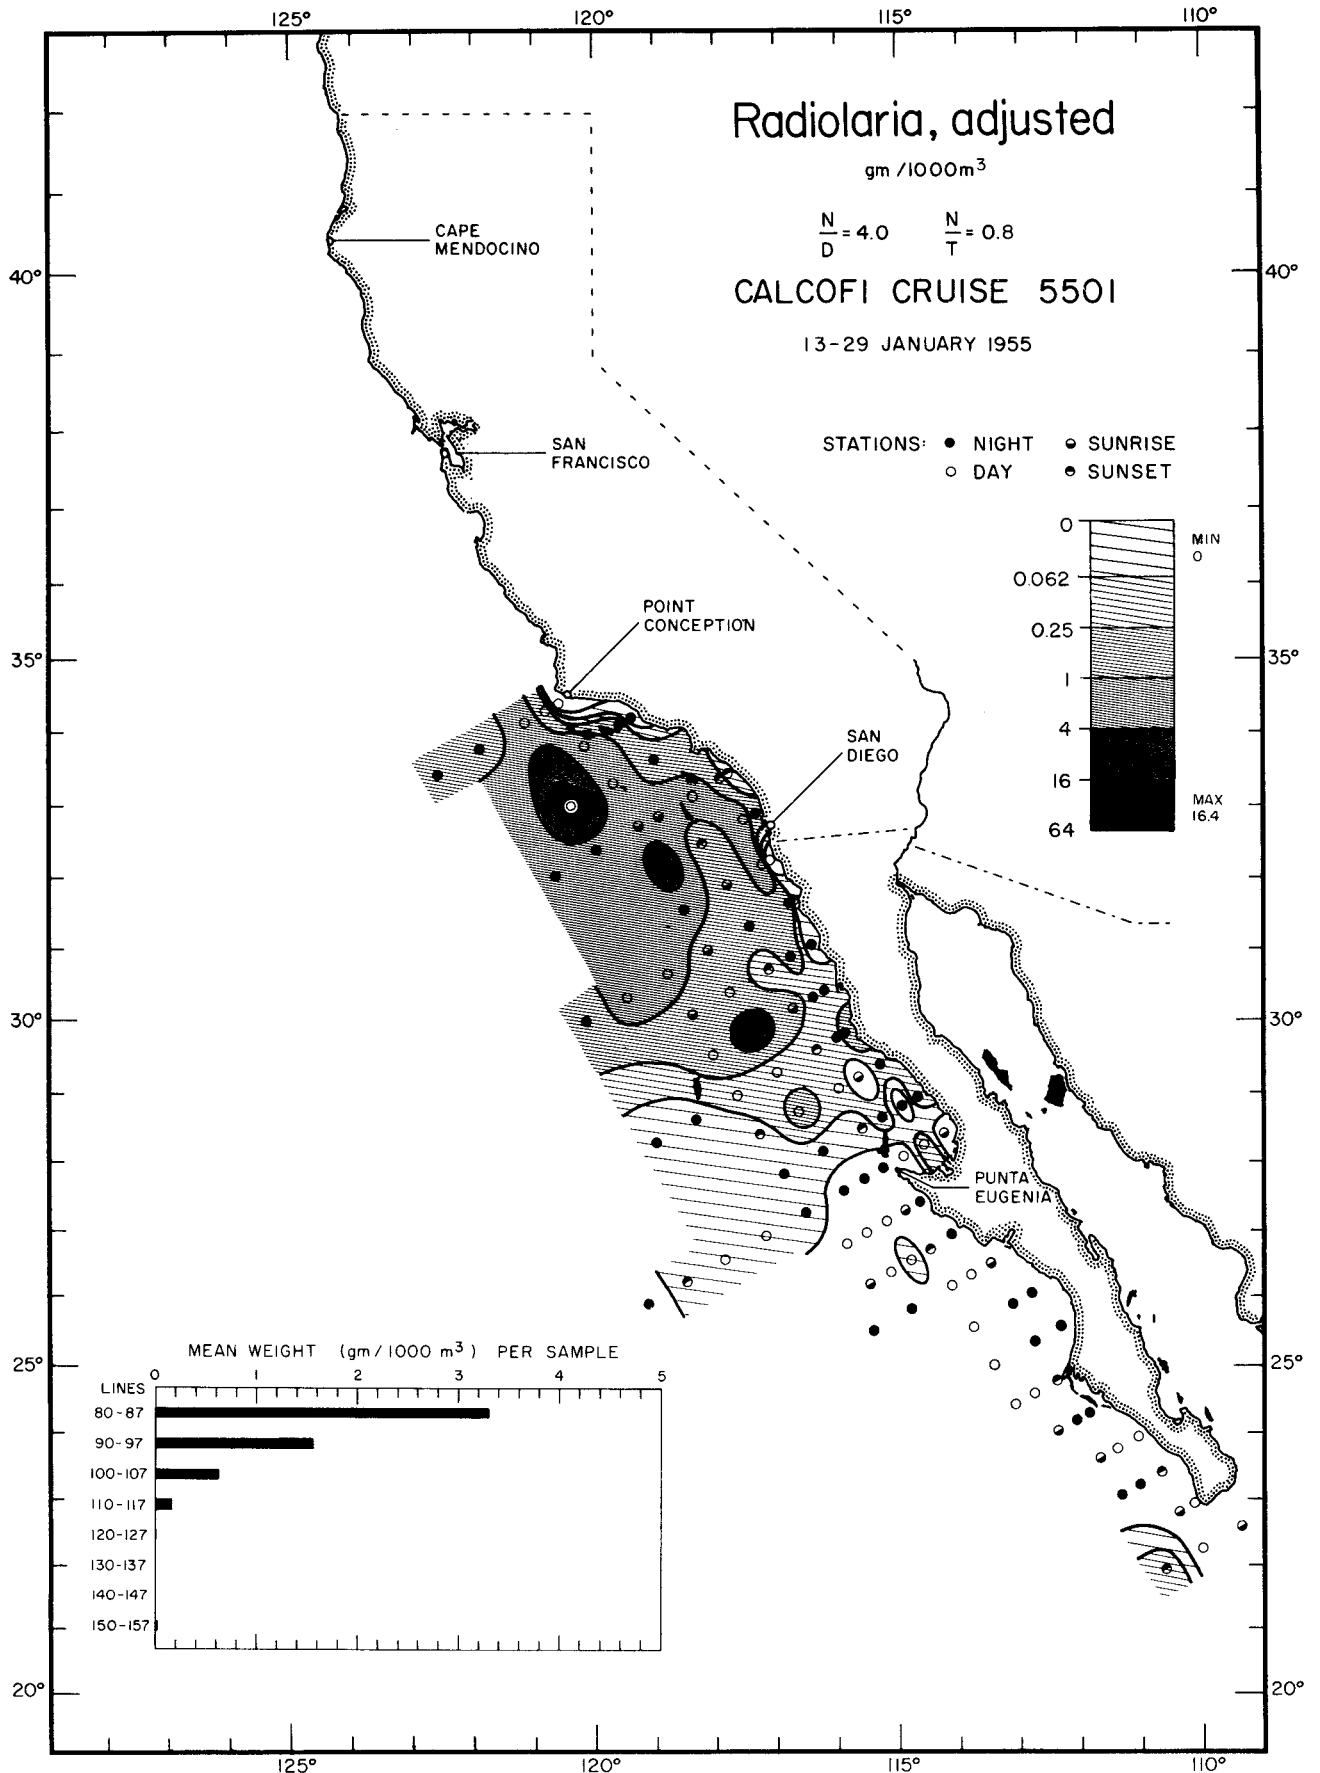 125° 120° 115° 110°
Radiolaria, adjusted
gm/1000m³
N/D = 4.0 N/T = 0.8
CALCOFI CRUISE 5501
13-29 JANUARY 1955
CAPE
MENDOCINO
40° 40°
SAN
FRANCISCO
STATIONS: NIGHT SUNRISE
DAY SUNSET
0
MIN
0
0.062
0.25
1
4
16
MAX
16.4
64
POINT
CONCEPTION
35° 35°
SAN
DIEGO
30° 30°
PUNTA
EUGENIA
MEAN WEIGHT (gm/1000 m³) PER SAMPLE
25° 25°
0 1 2 3 4 5
LINES
80-87
90-97
100-107
110-117
120-127
130-137
140-147
150-157
20° 20°
125° 120° 115° 110°